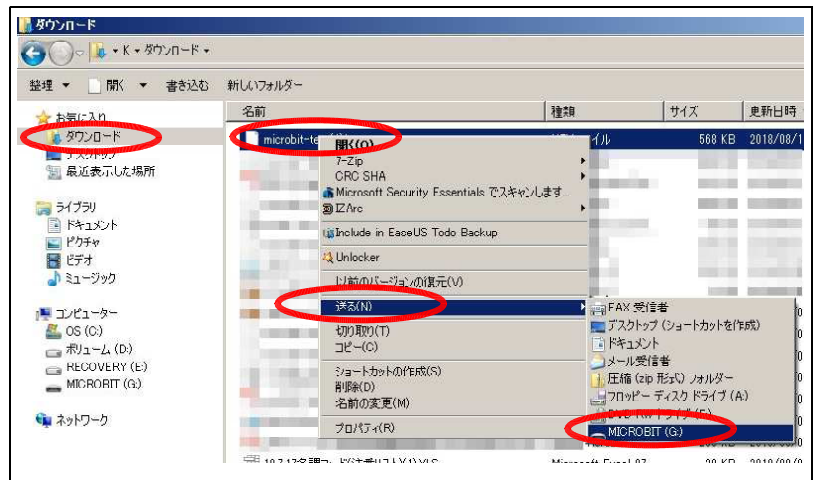 ダウンロード
K ダウンロード
整理 開く 書き込む 新しいフォルダー
名前 種類 サイズ 更新日時
お気に入り
ダウンロード
デスクトップ
最近表示した場所
ライブラリ
ドキュメント
ピクチャ
ビデオ
ミュージック
コンピューター
OS (C:)
ボリューム (D:)
RECOVERY (E:)
MICROBIT (G:)
ネットワーク
568 KB 2018/08/1
開く(O)
7-Zip
CRC SHA
Microsoft Security Essentials でスキャンします
IZArc
Include in EaseUS Todo Backup
Unlocker
以前のバージョンの復元(V)
送る(N)
切り取り(T)
コピー(C)
ショートカットの作成(S)
削除(D)
名前の変更(M)
プロパティ(R)
FAX 受信者
デスクトップ (ショートカットを作成)
ドキュメント
メール受信者
圧縮 (zip 形式) フォルダー
フロッピー ディスク ドライブ (A:)
MICROBIT (G:)